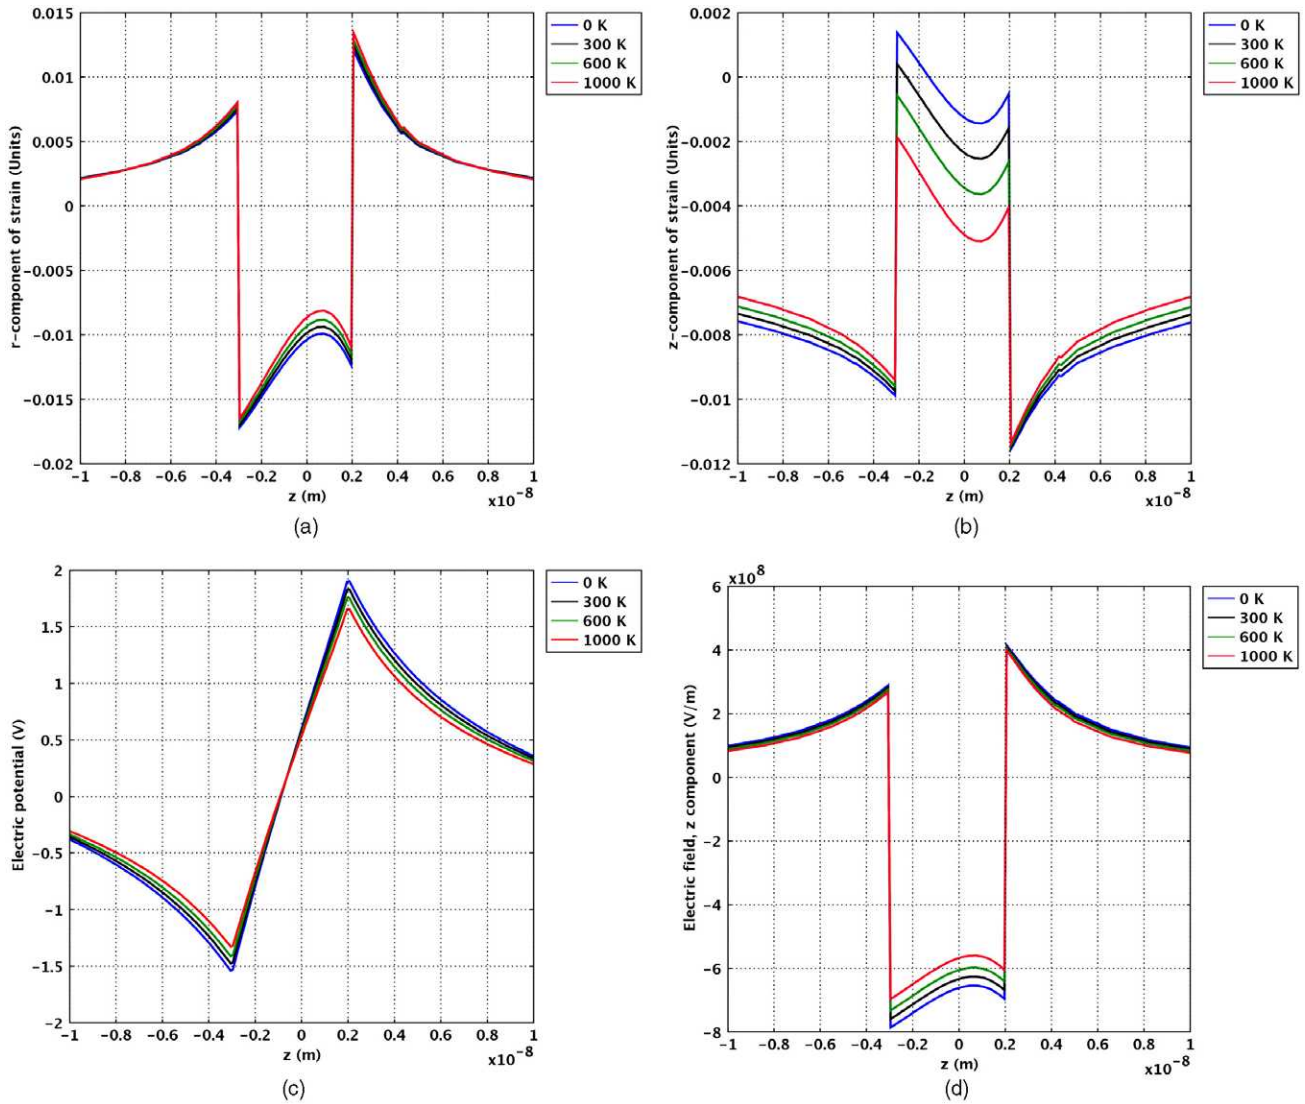 0.015
0.01
0.005
0
−0.005
−0.01
−0.015
−0.02
r-component of strain (Units)
−1 −0.8 −0.6 −0.4 −0.2 0 0.2 0.4 0.6 0.8 1
z (m)
x10⁻⁸
0 K
300 K
600 K
1000 K
(a)
0.002
0
−0.002
−0.004
−0.006
−0.008
−0.01
−0.012
z-component of strain (Units)
−1 −0.8 −0.6 −0.4 −0.2 0 0.2 0.4 0.6 0.8 1
z (m)
x10⁻⁸
0 K
300 K
600 K
1000 K
(b)
2
1.5
1
0.5
0
−0.5
−1
−1.5
−2
Electric potential (V)
−1 −0.8 −0.6 −0.4 −0.2 0 0.2 0.4 0.6 0.8 1
z (m)
x10⁻⁸
0 K
300 K
600 K
1000 K
(c)
x10⁸
6
4
2
0
−2
−4
−6
−8
Electric field, z component (V/m)
−1 −0.8 −0.6 −0.4 −0.2 0 0.2 0.4 0.6 0.8 1
z (m)
x10⁻⁸
0 K
300 K
600 K
1000 K
(d)